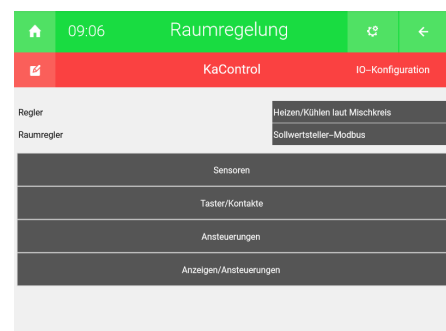 09:06 Raumregelung
KaControl IO-Konfiguration
Regler Heizen/Kühlen laut Mischkreis
Raumregler Sollwertsteller-Modbus
Sensoren
Taster/Kontakte
Ansteuerungen
Anzeigen/Ansteuerungen